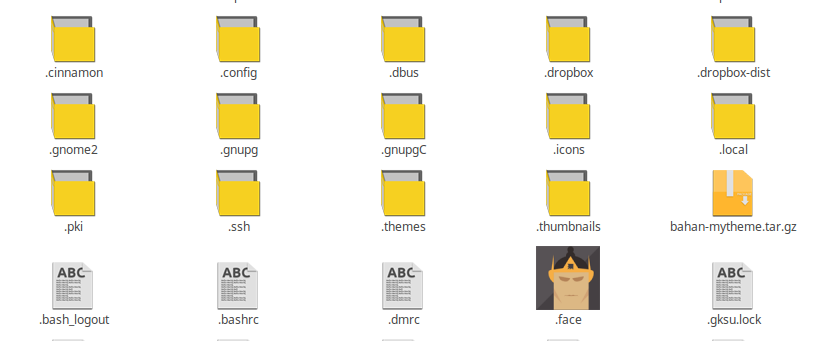 .cinnamon
.config
.dbus
.dropbox
.dropbox-dist
.gnome2
.gnupg
.gnupgC
.icons
.local
.pki
.ssh
.themes
.thumbnails
bahan-mytheme.tar.gz
ABC
ABC
ABC
ABC
.bash_logout
.bashrc
.dmrc
.face
.gksu.lock